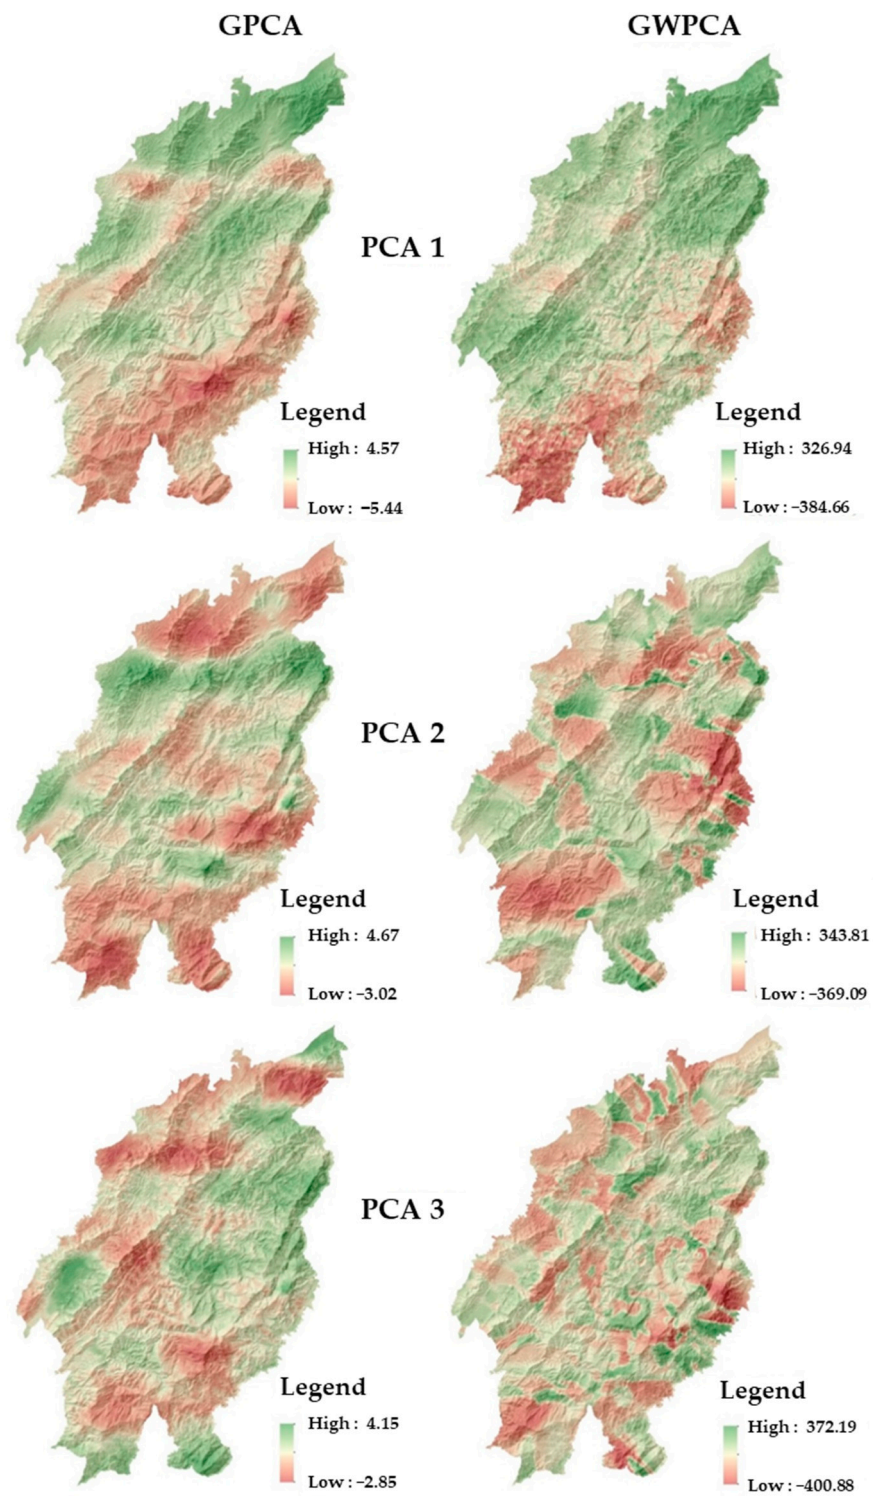 GPCA
GWPCA
PCA 1
Legend
High : 4.57
Low : −5.44
Legend
High : 326.94
Low : −384.66
PCA 2
Legend
High : 4.67
Low : −3.02
Legend
High : 343.81
Low : −369.09
PCA 3
Legend
High : 4.15
Low : −2.85
Legend
High : 372.19
Low : −400.88